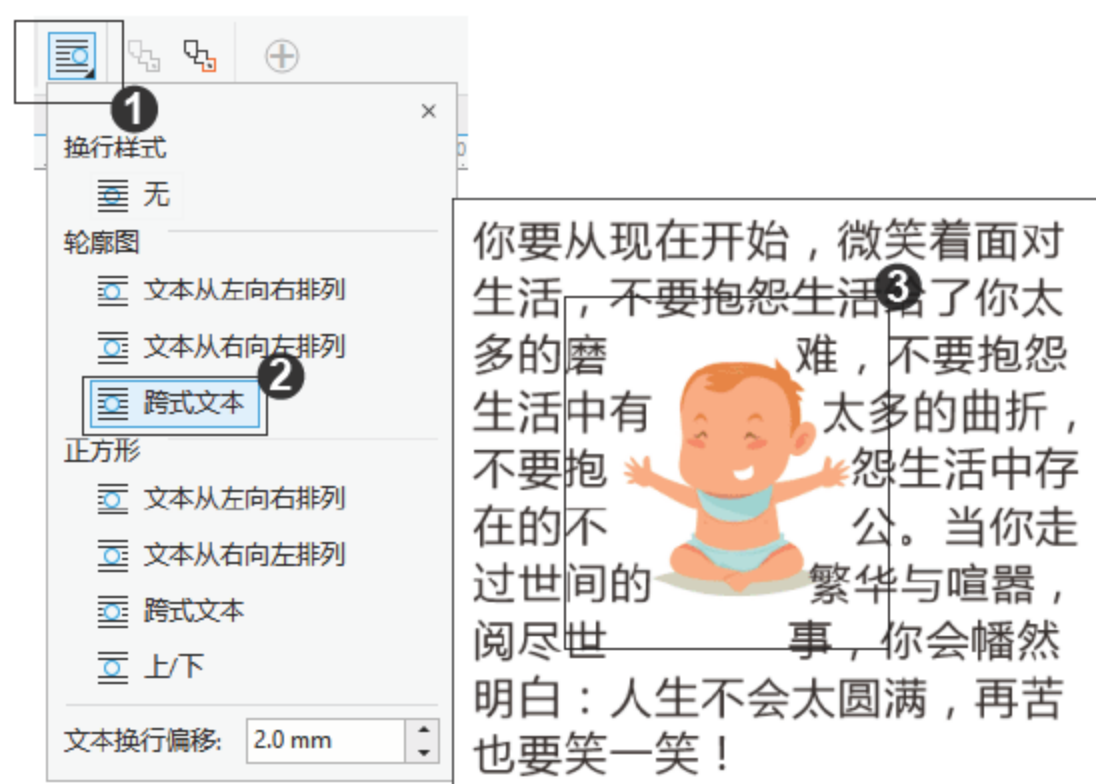 1
×
换行样式
0
无
轮廓图
文本从左向右排列
文本从右向左排列
2
跨式文本
正方形
文本从左向右排列
文本从右向左排列
跨式文本
上/下
文本换行偏移: 2.0 mm
你要从现在开始，微笑着面对
3
生活，不要抱怨生活给了你太
多的磨 难，不要抱怨
生活中有 太多的曲折，
不要抱 怨生活中存
在的不 公。当你走
过世间的 繁华与喧嚣，
阅尽世 事，你会幡然
明白：人生不会太圆满，再苦
也要笑一笑！